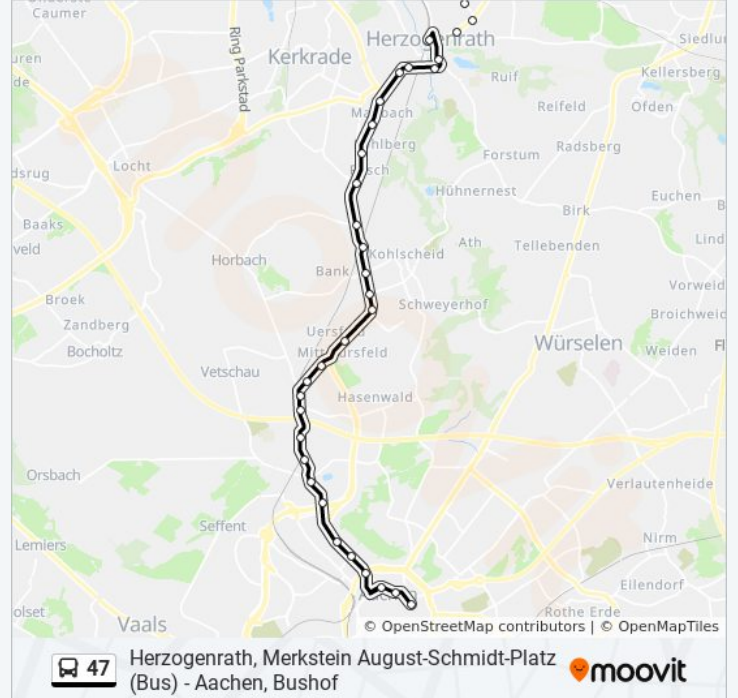 Caumer
Herzogenrath
Siedlu
Kerkrade
Ring Parkstad
Kellersberg
Ruif
Reifeld
Ofden
Locht
Forstum
Radsberg
Hühnernest
Euchen
Birk
Baaks
Ath
Tellebenden
Lind
Kohlscheid
Horbach
Bank
Vorweid
Broek
Schweyerhof
Broichweid
Zandberg
Würselen
Bocholtz
Weiden
Vetschau
Hasenwald
Orsbach
Verlautenheide
Seffent
Nirm
Lemiers
Eilendorf
Vaals
Rothe Erde
© OpenStreetMap contributors | © OpenMapTiles
47
Herzogenrath, Merkstein August-Schmidt-Platz
(Bus) - Aachen, Bushof
moovit